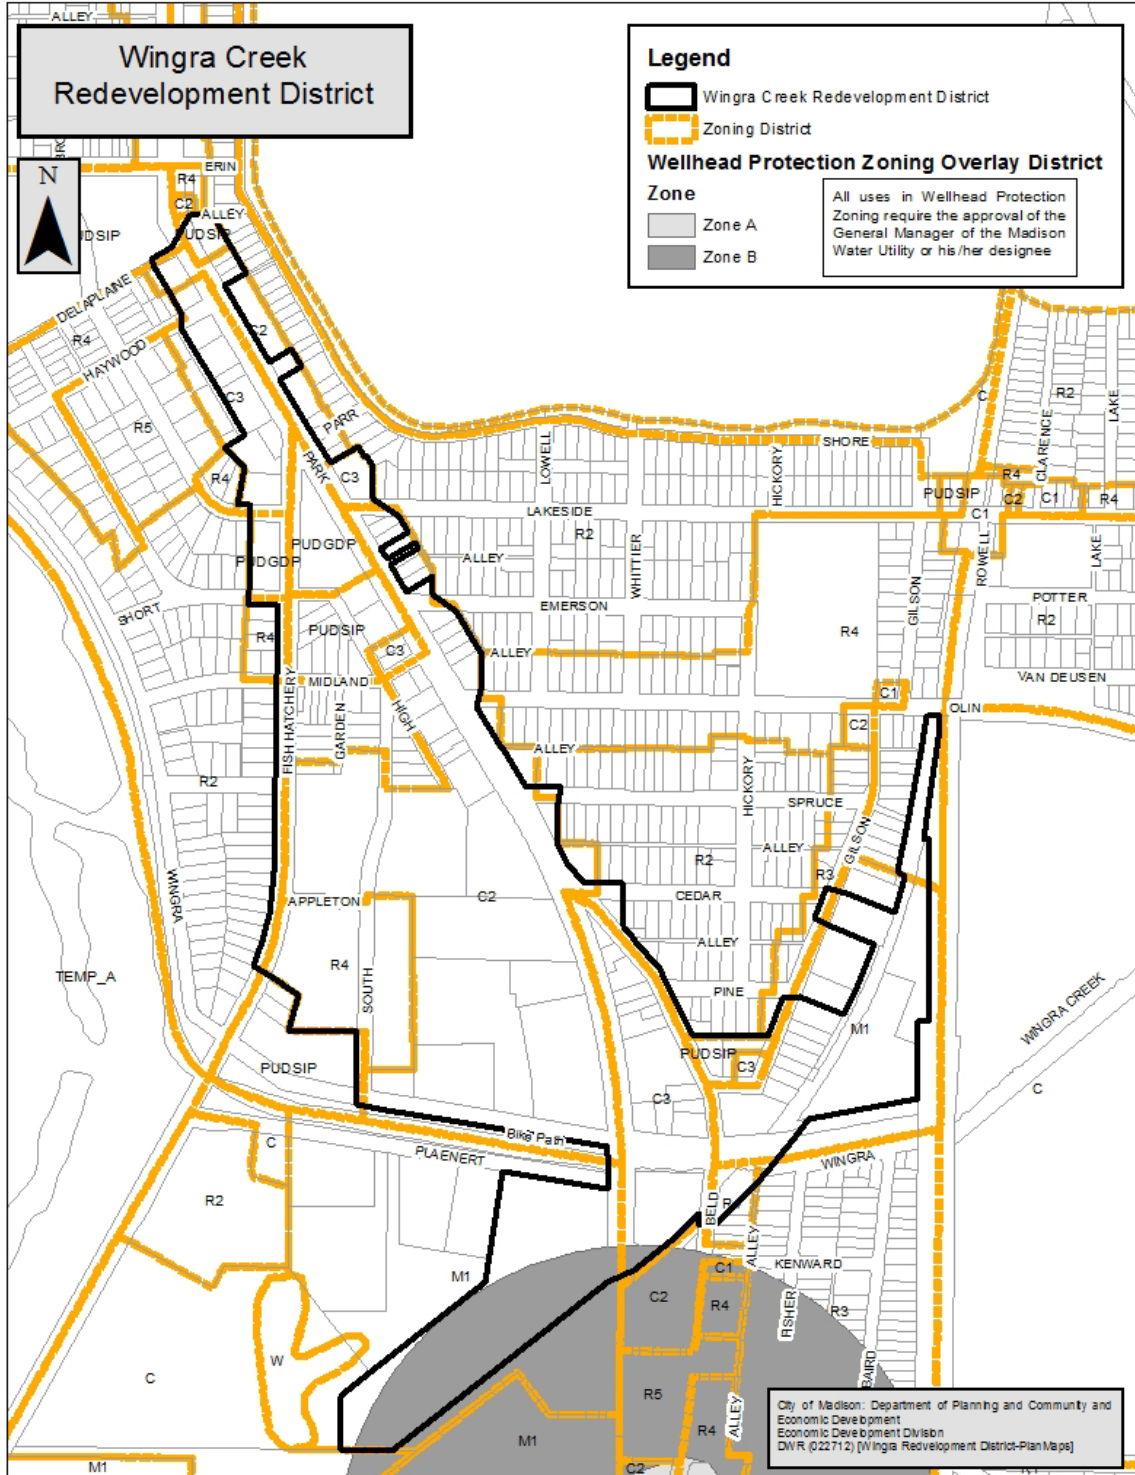 ALLEY
Wingra Creek
Redevelopment District
Legend
Wingra Creek Redevelopment District
Zoning District
Wellhead Protection Zoning Overlay District
Zone
Zone A
Zone B
All uses in Wellhead Protection
Zoning require the approval of the
General Manager of the Madison
Water Utility or his/her designee
N
ERIN
R4
C2
ALLEY
PUDSIP
DELAPLAINE
R4
HAYWOOD
C2
C3
R5
PARR
PARK
R4
C3
LOWELL
HICKORY
SHORE
C
R2
CLARENCE
LAKE
R4
PUDSIP
C2
C1
R4
C1
LAKESIDE
R2
PUDGDP
PUDGDP
ALLEY
WHITTIER
ROWELL
LAKE
SHORT
EMERSON
GILSON
POTTER
R2
R4
PUDSIP
R4
C3
ALLEY
MIDLAND
VAN DEUSEN
FISH HATCHERY
GARDEN
HIGH
C1
OLIN
C2
ALLEY
R2
HICKORY
SPRUCE
GILSON
ALLEY
R2
R3
WINGRA
APPLETON
C2
CEDAR
ALLEY
R4
TEMP_A
SOUTH
PINE
WINGRA CREEK
M1
PUDSIP
C3
PUDSIP
C3
C
Bike Path
C
PLAENERT
WINGRA
R2
BELD
ALLEY
KENWARD
C1
M1
C2
R4
FISHER
R3
W
C
BAIRD
R5
R4
ALLEY
M1
M1
C2
City of Madison: Department of Planning and Community and
Economic Development
Economic Development Division
DWR (022712) [Wingra Redvelopment District-Plan Maps]